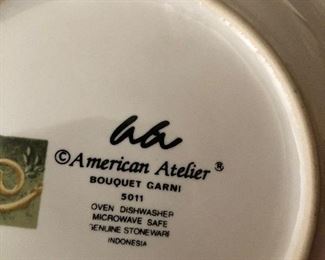 aa
©American Atelier®
BOUQUET GARNI
5011
OVEN DISHWASHER
MICROWAVE SAFE
GENUINE STONEWARE
INDONESIA